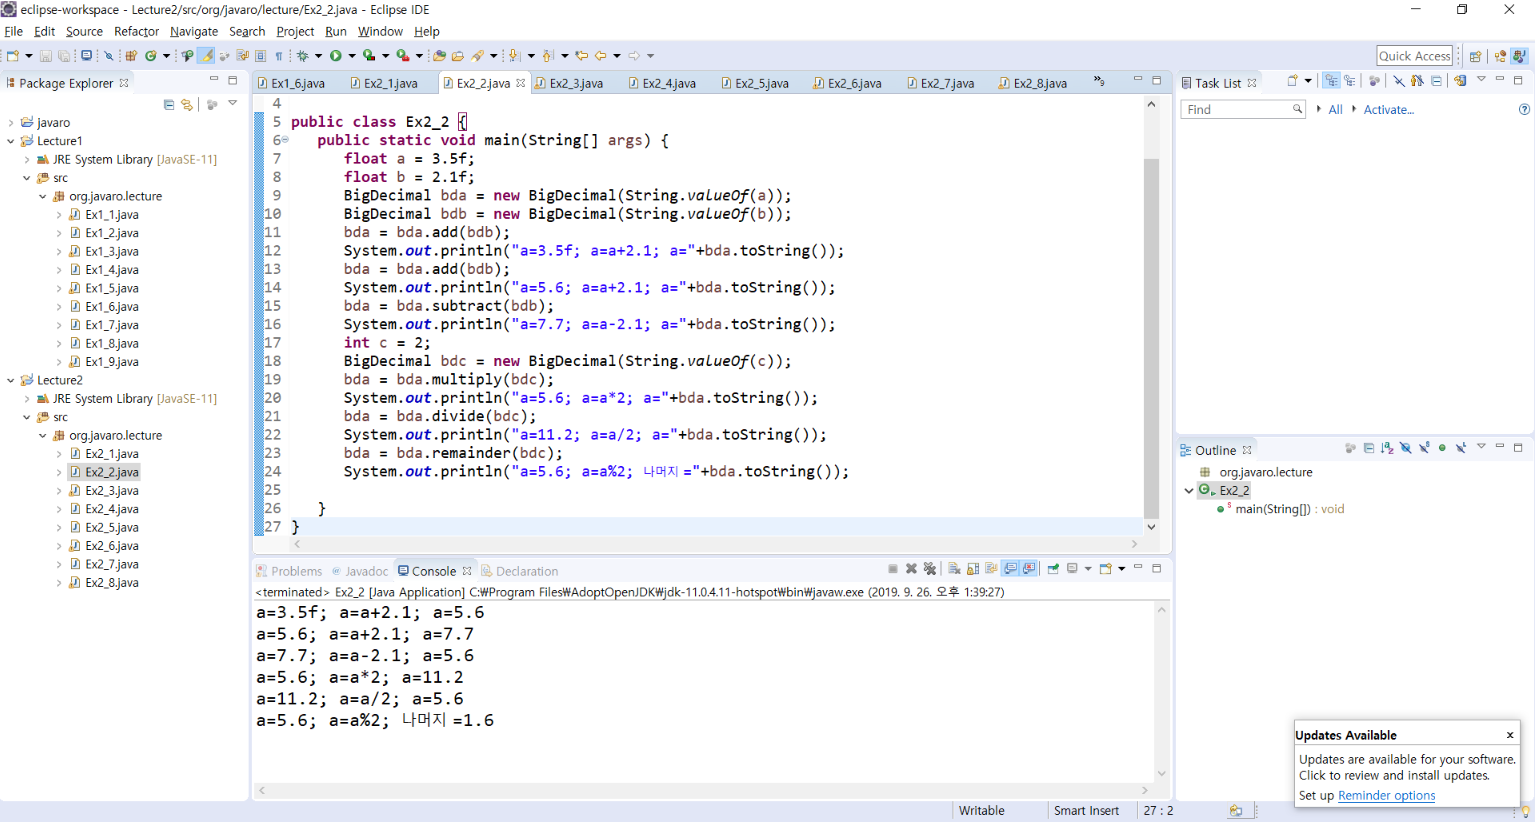 eclipse-workspace - Lecture2/src/org/javaro/lecture/Ex2_2.java - Eclipse IDE
File Edit Source Refactor Navigate Search Project Run Window Help
Quick Access
Package Explorer
javaro
Lecture1
JRE System Library [JavaSE-11]
src
org.javaro.lecture
Ex1_1.java
Ex1_2.java
Ex1_3.java
Ex1_4.java
Ex1_5.java
Ex1_6.java
Ex1_7.java
Ex1_8.java
Ex1_9.java
Lecture2
JRE System Library [JavaSE-11]
src
org.javaro.lecture
Ex2_1.java
Ex2_2.java
Ex2_3.java
Ex2_4.java
Ex2_5.java
Ex2_6.java
Ex2_7.java
Ex2_8.java
Ex1_6.java Ex2_1.java Ex2_2.java Ex2_3.java Ex2_4.java Ex2_5.java Ex2_6.java Ex2_7.java Ex2_8.java »9
4
5 public class Ex2_2 {
6 public static void main(String[] args) {
7 float a = 3.5f;
8 float b = 2.1f;
9 BigDecimal bda = new BigDecimal(String.valueOf(a));
10 BigDecimal bdb = new BigDecimal(String.valueOf(b));
11 bda = bda.add(bdb);
12 System.out.println("a=3.5f; a=a+2.1; a="+bda.toString());
13 bda = bda.add(bdb);
14 System.out.println("a=5.6; a=a+2.1; a="+bda.toString());
15 bda = bda.subtract(bdb);
16 System.out.println("a=7.7; a=a-2.1; a="+bda.toString());
17 int c = 2;
18 BigDecimal bdc = new BigDecimal(String.valueOf(c));
19 bda = bda.multiply(bdc);
20 System.out.println("a=5.6; a=a*2; a="+bda.toString());
21 bda = bda.divide(bdc);
22 System.out.println("a=11.2; a=a/2; a="+bda.toString());
23 bda = bda.remainder(bdc);
24 System.out.println("a=5.6; a=a%2; 나머지="+bda.toString());
25
26 }
27 }
Problems Javadoc Console Declaration
<terminated> Ex2_2 [Java Application] C:₩Program Files₩AdoptOpenJDK₩jdk-11.0.4.11-hotspot₩bin₩javaw.exe (2019. 9. 26. 오후 1:39:27)
a=3.5f; a=a+2.1; a=5.6
a=5.6; a=a+2.1; a=7.7
a=7.7; a=a-2.1; a=5.6
a=5.6; a=a*2; a=11.2
a=11.2; a=a/2; a=5.6
a=5.6; a=a%2; 나머지=1.6
Task List
Find All Activate...
Outline
org.javaro.lecture
Ex2_2
main(String[]) : void
Updates Available x
Updates are available for your software.
Click to review and install updates.
Set up Reminder options
Writable Smart Insert 27 : 2